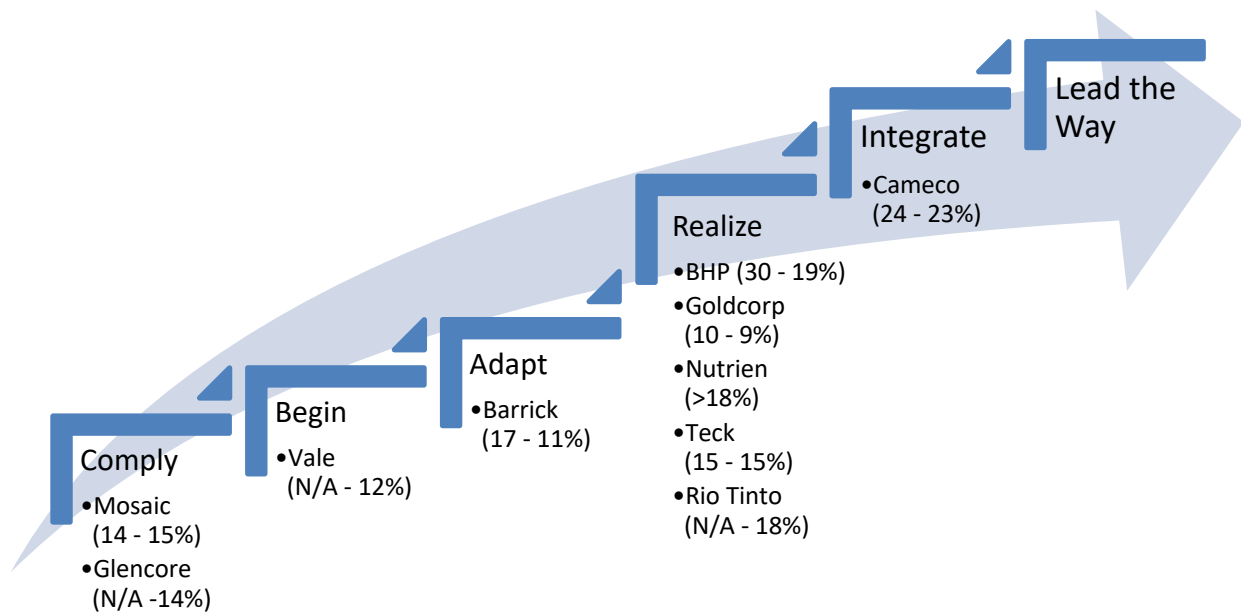 Comply
•Mosaic
(14 - 15%)
•Glencore
(N/A -14%)
Begin
•Vale
(N/A - 12%)
Adapt
•Barrick
(17 - 11%)
Realize
•BHP (30 - 19%)
•Goldcorp
(10 - 9%)
•Nutrien
(>18%)
•Teck
(15 - 15%)
•Rio Tinto
(N/A - 18%)
Integrate
•Cameco
(24 - 23%)
Lead the
Way